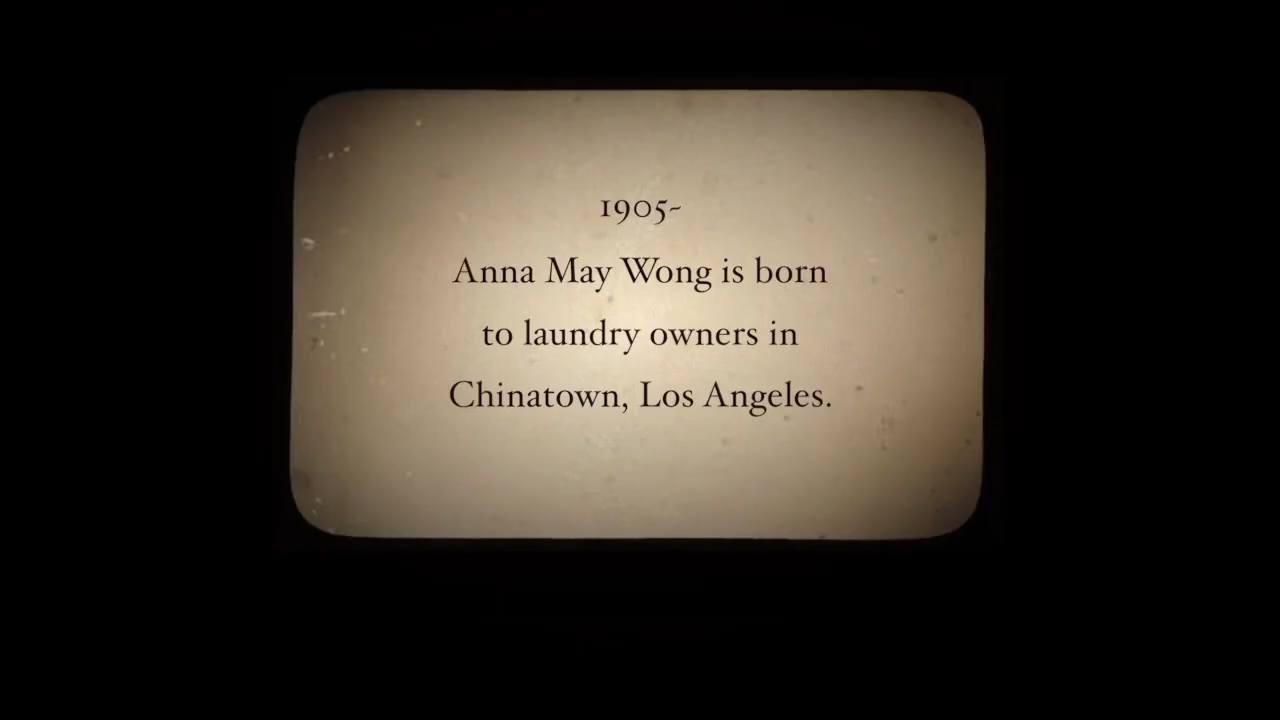 1905~
Anna May Wong is born
to laundry owners in
Chinatown, Los Angeles.